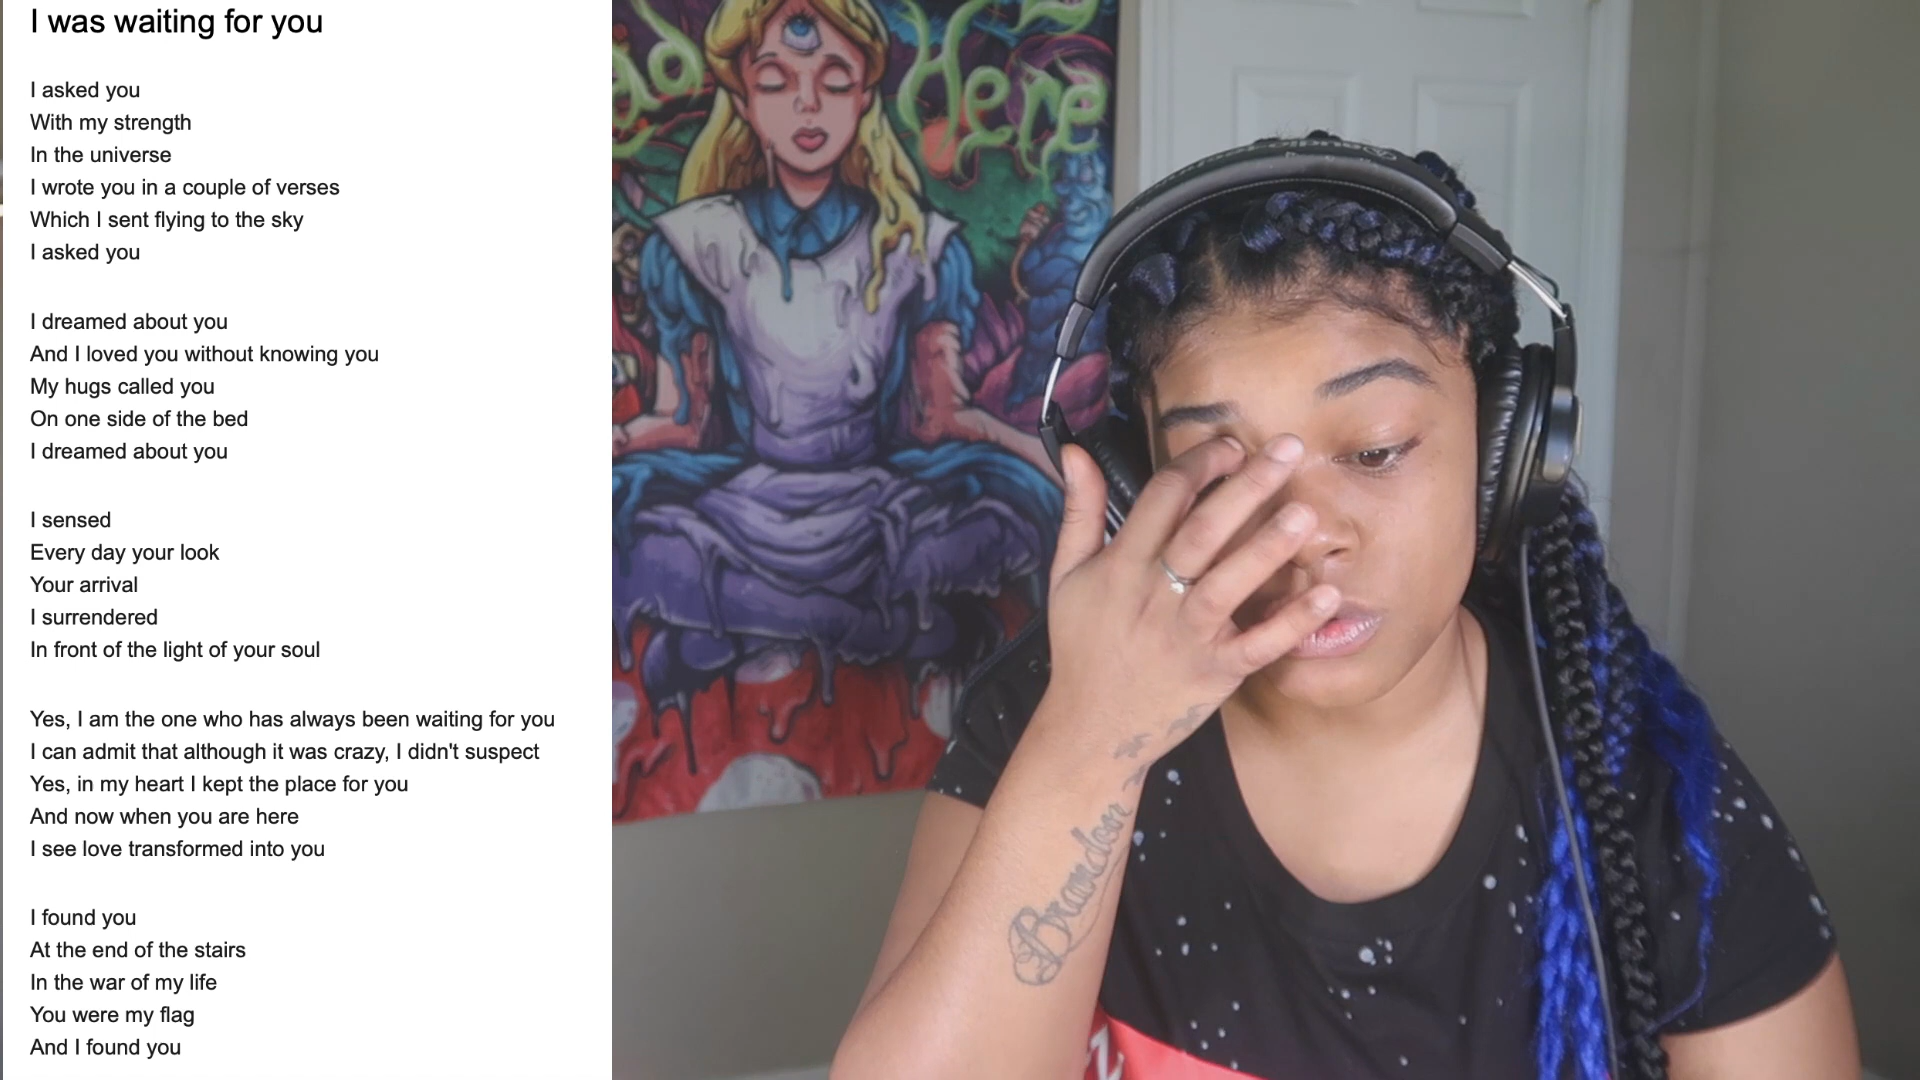 I was waiting for you
I asked you
With my strength
In the universe
I wrote you in a couple of verses
Which I sent flying to the sky
I asked you
I dreamed about you
And I loved you without knowing you
My hugs called you
On one side of the bed
I dreamed about you
I sensed
Every day your look
Your arrival
I surrendered
In front of the light of your soul
Yes, I am the one who has always been waiting for you
I can admit that although it was crazy, I didn't suspect
Yes, in my heart I kept the place for you
And now when you are here
I see love transformed into you
I found you
At the end of the stairs
In the war of my life
You were my flag
And I found you
Here
Brandon